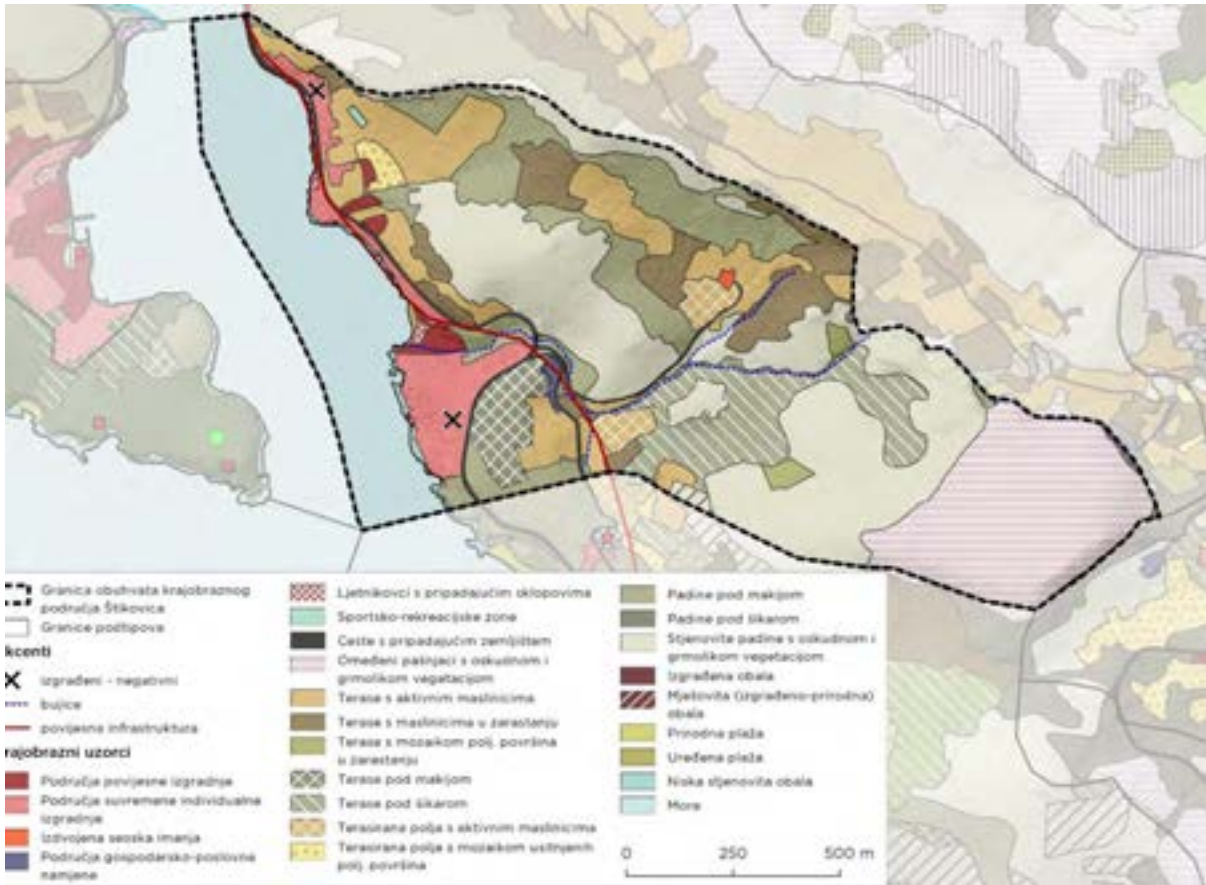 Granica obuhvata krajobraznog
područja Štikovica
Granice podtipova
kcenti
izgrađeni - negativni
bujice
povijesna infrastruktura
rajobrazni uzorci
Područja povijesne izgradnje
Područja suvremene individualne
izgradnje
Izdvojena seoska imanja
Područja gospodarsko-poslovne
namjene
Ljetnikovci s pripadajućim sklopovima
Sportsko-rekreacijske zone
Ceste s pripadajućim zemljištem
Omeđeni pašnjaci s oskudnom i
grmolikom vegetacijom
Terase s aktivnim maslinicima
Terase s maslinicima u zarastanju
Terase s mozaikom polj. površina
u zarastanju
Terase pod makijom
Terase pod šikarom
Terasirana polja s aktivnim maslinicima
Terasirana polja s mozaikom usitnjenih
polj. površina
Padine pod makijom
Padine pod šikarom
Stjenovite padine s oskudnom i
grmolikom vegetacijom
Izgrađena obala
Mješovita (izgrađeno-prirodna)
obala
Prirodna plaža
Uređena plaža
Niska stjenovita obala
More
0 250 500 m